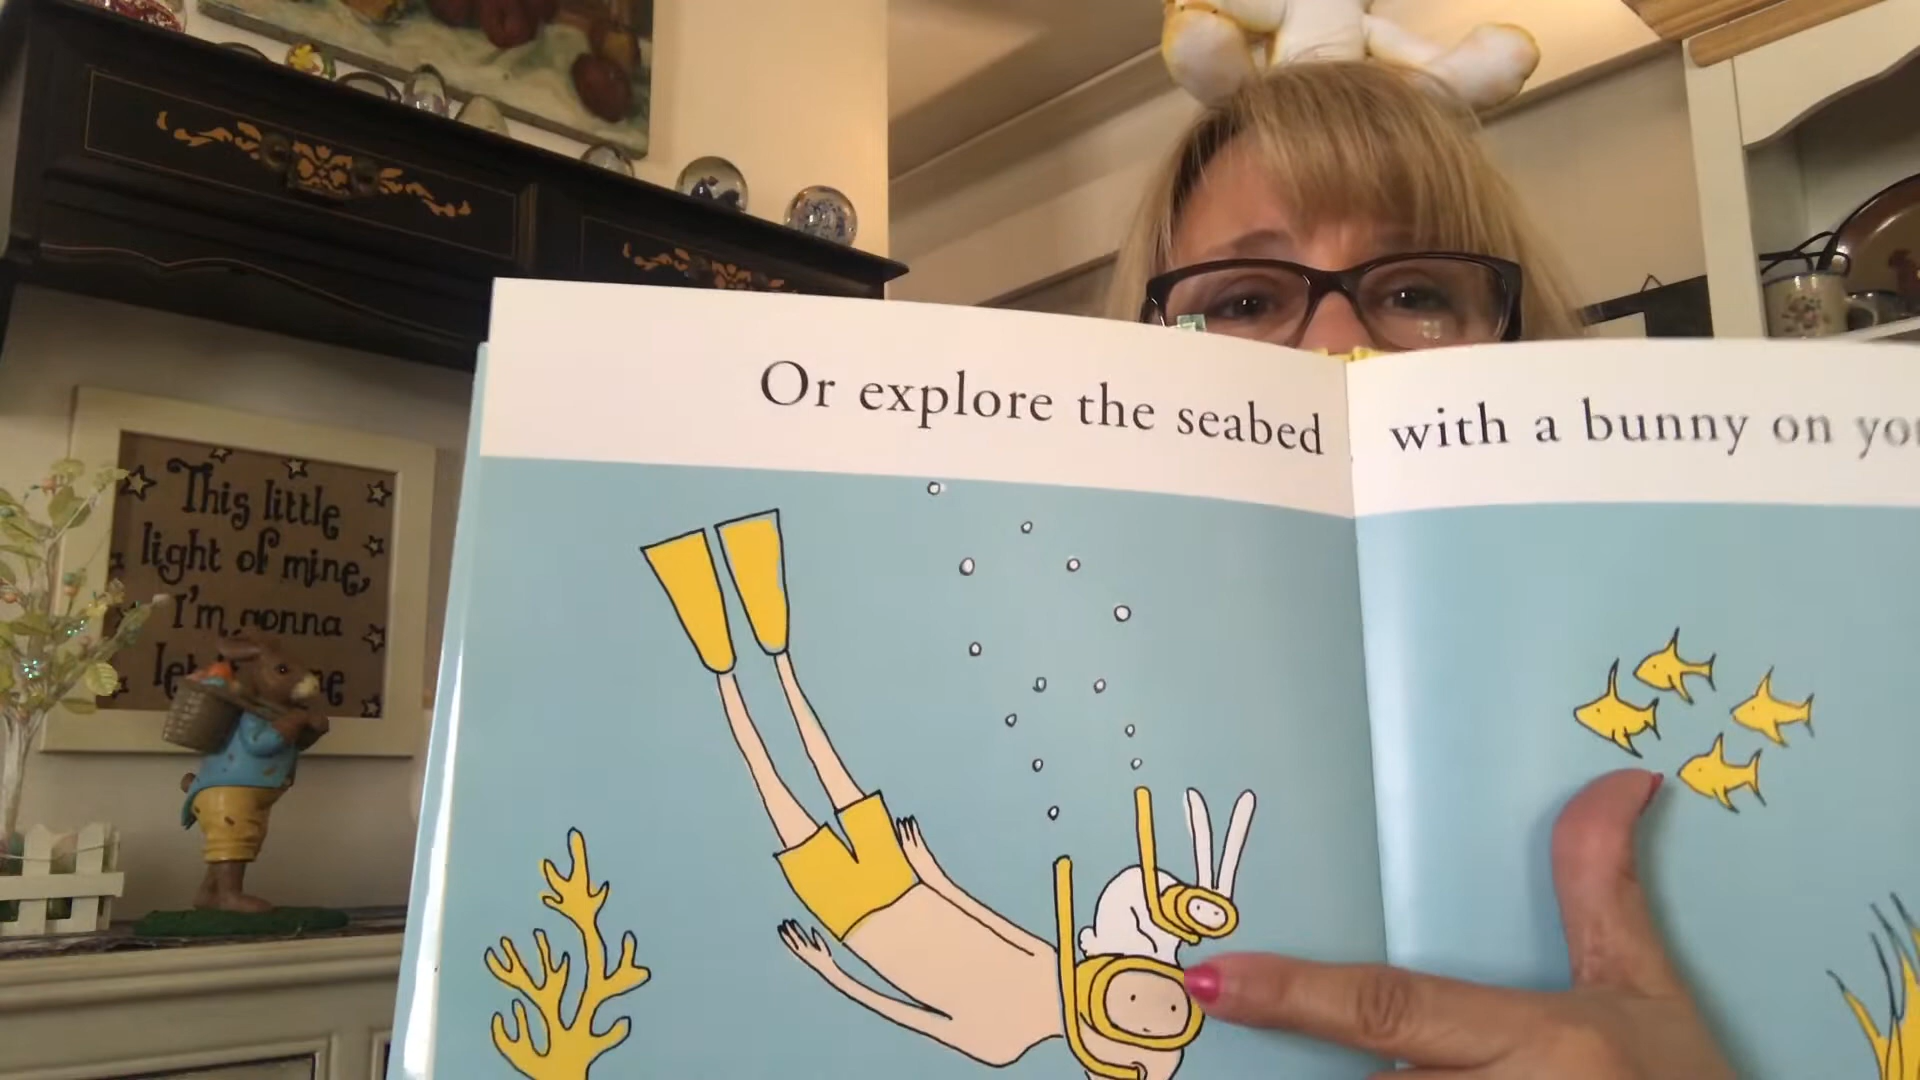 Or explore the seabed
with a bunny on
This little
light of mine,
I'm gonna